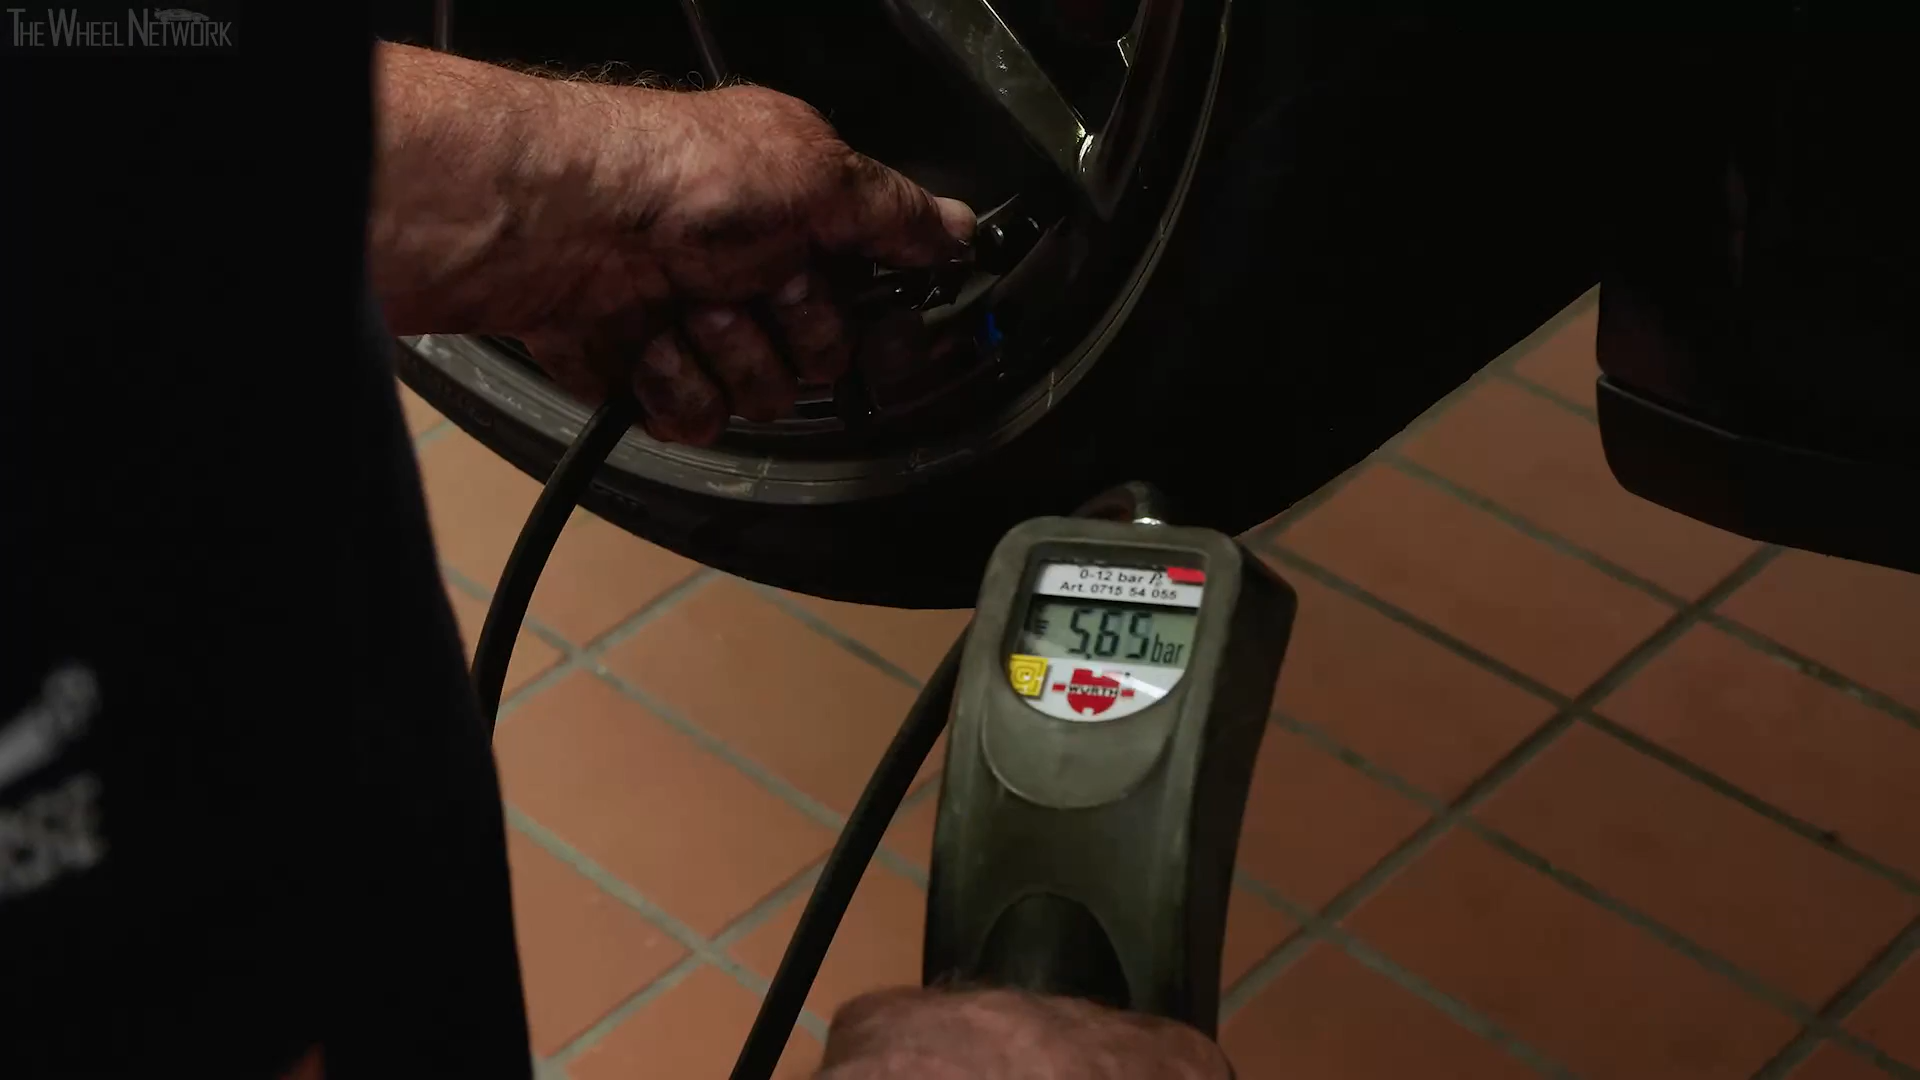 THE WHEEL NETWORK
0-12 bar
Art. 0715 54 055
5.65 bar
WÜRTH